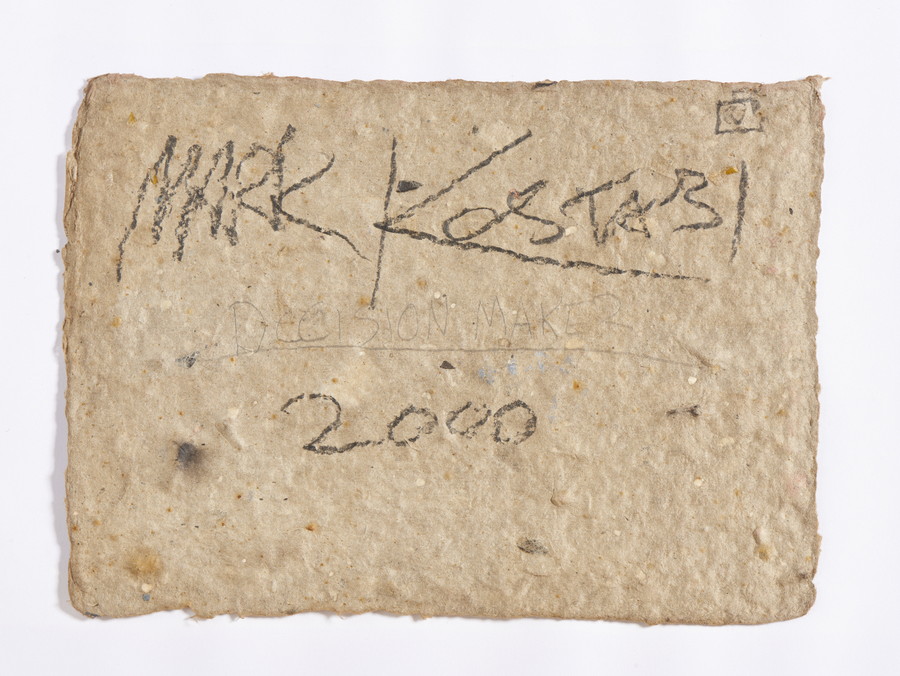 MARK KOSTABI
DECISION MAKER
2000